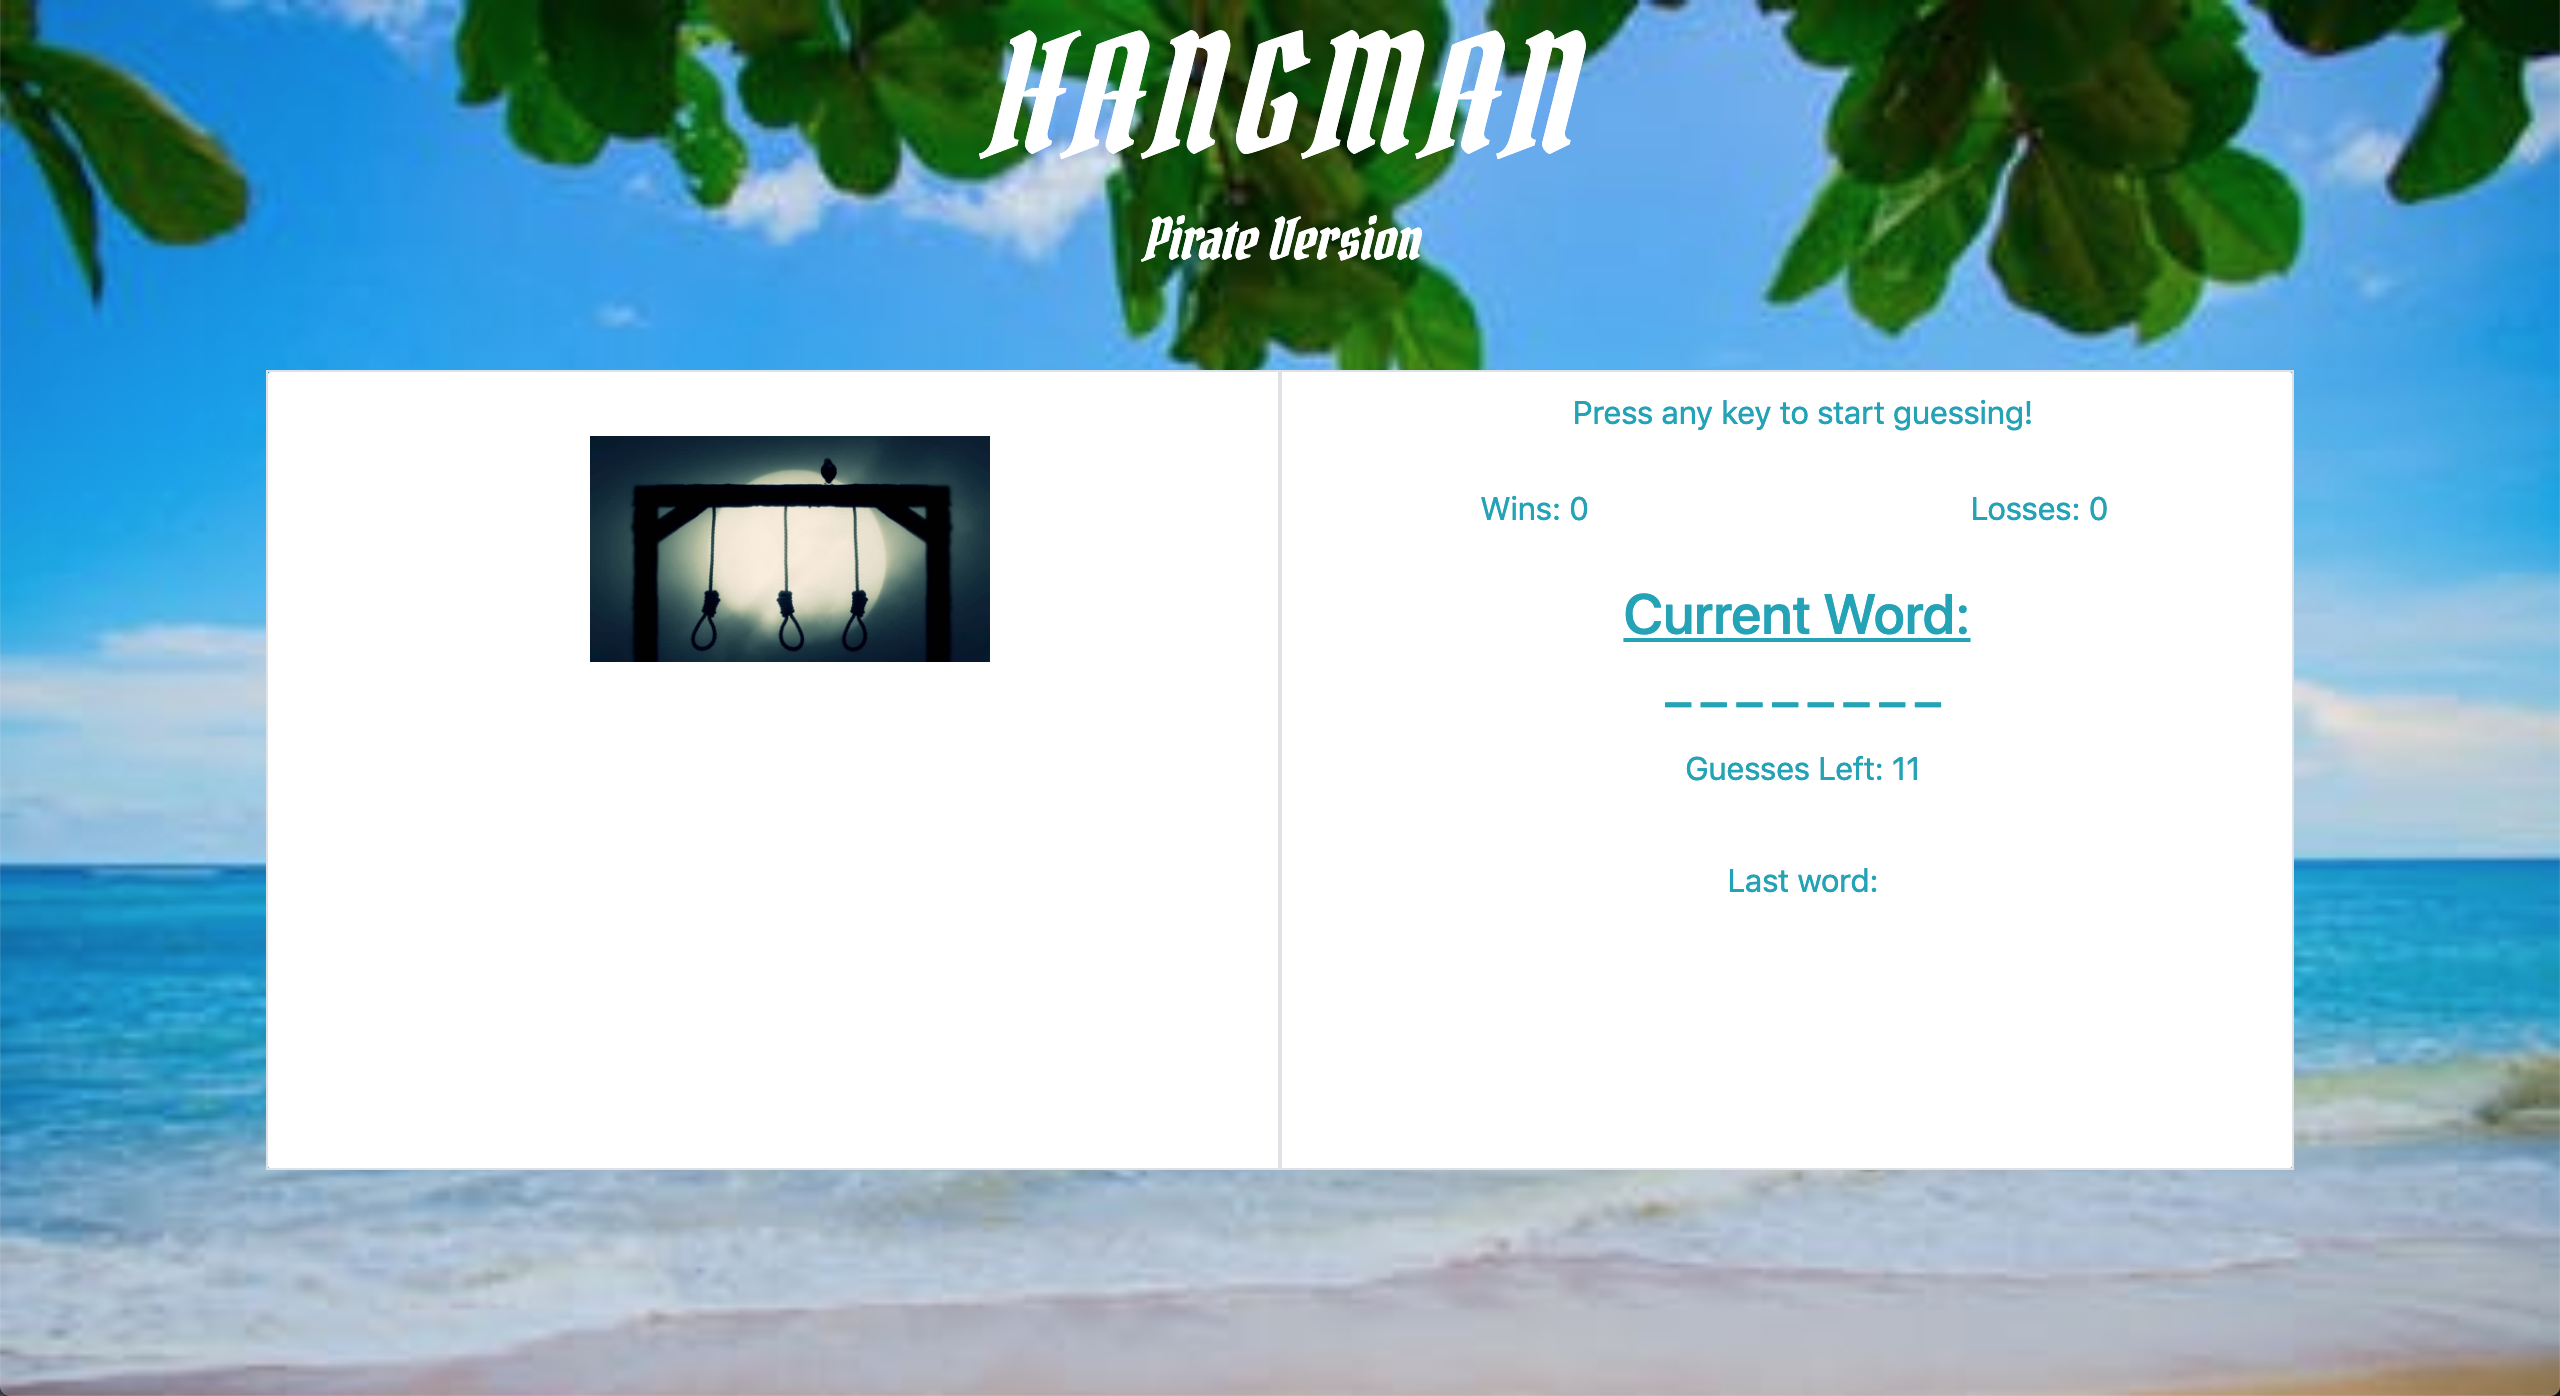 HANGMAN
Pirate Version
Press any key to start guessing!
Wins: 0 Losses: 0
Current Word:
_ _ _ _ _ _ _ _
Guesses Left: 11
Last word: